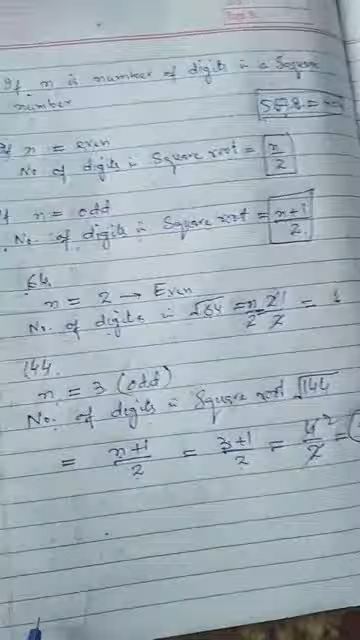 If n is number of digits in a Square
number
If n = even
No. of digits in Square root = n/2
If n = odd
No. of digits in Square root = n+1/2
64.
n = 2 → Even
No. of digits in √64 = n/2 = 2/2 = 1
144.
n = 3 (odd)
No. of digits in Square root √144
= n+1/2 = 3+1/2 = 4/2 =